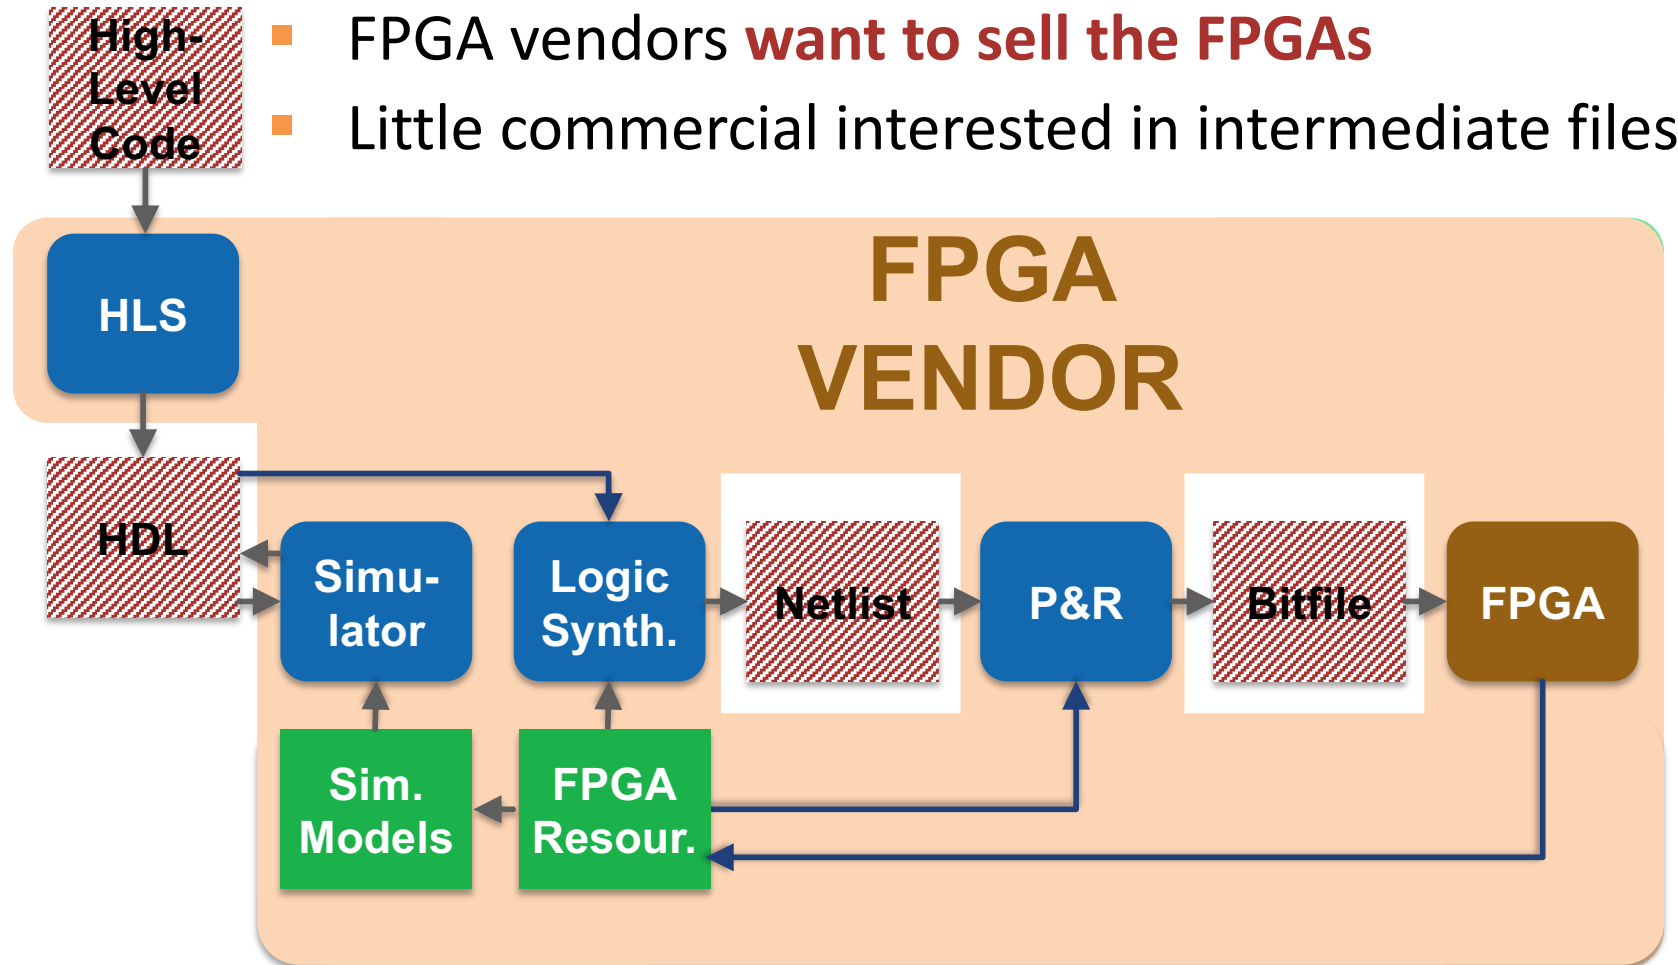 High-
Level
Code
FPGA vendors want to sell the FPGAs
Little commercial interested in intermediate files
FPGA
VENDOR
HLS
HDL
Simu-
lator
Logic
Synth.
Netlist
P&R
Bitfile
FPGA
Sim.
Models
FPGA
Resour.